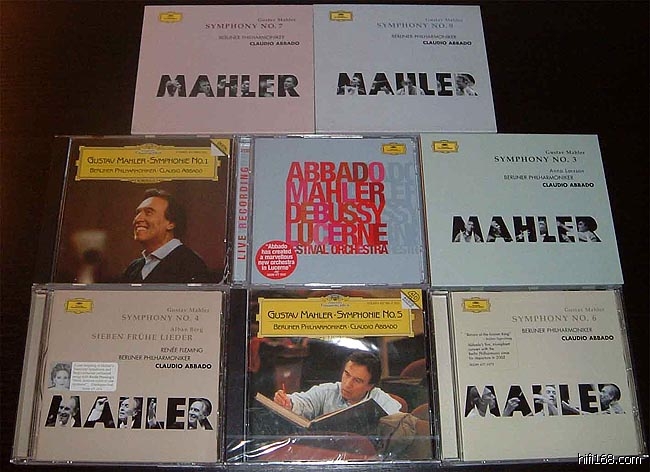 Gustav Mahler
SYMPHONY NO. 7
BERLINER PHILHARMONIKER
CLAUDIO ABBADO
MAHLER
Gustav Mahler
SYMPHONY NO. 9
BERLINER PHILHARMONIKER
CLAUDIO ABBADO
MAHLER
GUSTAV MAHLER·SYMPHONIE NO.1
BERLINER PHILHARMONIKER·CLAUDIO ABBADO
LIVE RECORDING
ABBADO
MAHLER
DEBUSSY
LUCERNE
FESTIVAL ORCHESTRA
"Abbado
has created
a marvellous
new orchestra
in Lucerne"
Gustav Mahler
SYMPHONY NO. 3
Anna Larsson
BERLINER PHILHARMONIKER
CLAUDIO ABBADO
MAHLER
Gustav Mahler
SYMPHONY NO. 4
Alban Berg
SIEBEN FRÜHE LIEDER
RENÉE FLEMING
BERLINER PHILHARMONIKER
CLAUDIO ABBADO
MAHLER
GUSTAV MAHLER·SYMPHONIE NO.5
BERLINER PHILHARMONIKER·CLAUDIO ABBADO
Gustav Mahler
SYMPHONY NO. 6
BERLINER PHILHARMONIKER
CLAUDIO ABBADO
MAHLER
hifi168.com